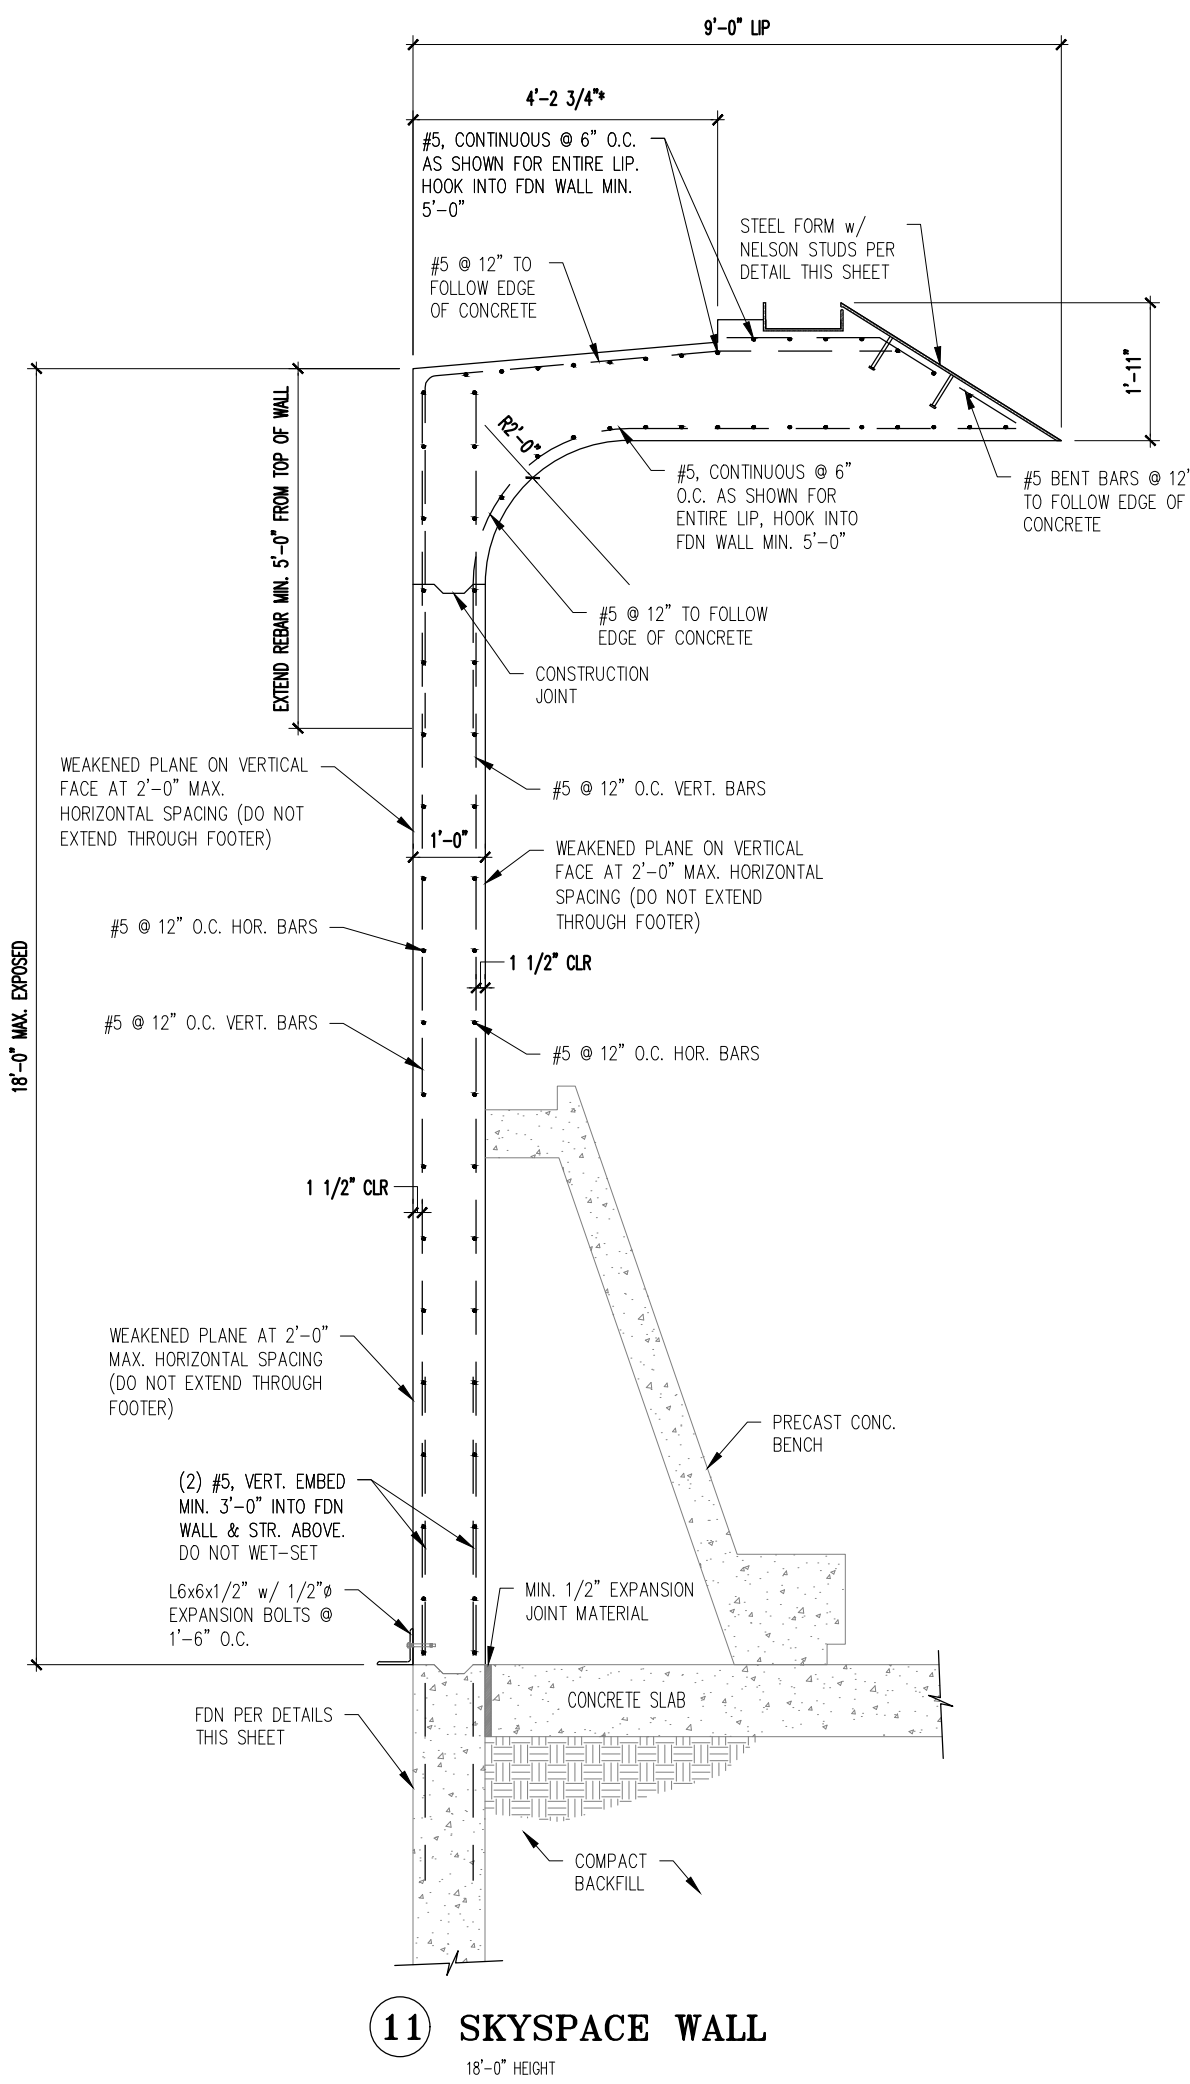 9'-0" LIP
4'-2 3/4"*
#5, CONTINUOUS @ 6" O.C.
AS SHOWN FOR ENTIRE LIP.
HOOK INTO FDN WALL MIN.
5'-0"
STEEL FORM w/
NELSON STUDS PER
DETAIL THIS SHEET
#5 @ 12" TO
FOLLOW EDGE
OF CONCRETE
1'-11"
R2'-0"
EXTEND REBAR MIN. 5'-0" FROM TOP OF WALL
#5, CONTINUOUS @ 6"
O.C. AS SHOWN FOR
ENTIRE LIP, HOOK INTO
FDN WALL MIN. 5'-0"
#5 BENT BARS @ 12'
TO FOLLOW EDGE OF
CONCRETE
#5 @ 12" TO FOLLOW
EDGE OF CONCRETE
CONSTRUCTION
JOINT
WEAKENED PLANE ON VERTICAL
FACE AT 2'-0" MAX.
HORIZONTAL SPACING (DO NOT
EXTEND THROUGH FOOTER)
#5 @ 12" O.C. VERT. BARS
1'-0"
WEAKENED PLANE ON VERTICAL
FACE AT 2'-0" MAX. HORIZONTAL
SPACING (DO NOT EXTEND
THROUGH FOOTER)
#5 @ 12" O.C. HOR. BARS
1 1/2" CLR
18'-0" MAX. EXPOSED
#5 @ 12" O.C. VERT. BARS
#5 @ 12" O.C. HOR. BARS
1 1/2" CLR
WEAKENED PLANE AT 2'-0"
MAX. HORIZONTAL SPACING
(DO NOT EXTEND THROUGH
FOOTER)
PRECAST CONC.
BENCH
(2) #5, VERT. EMBED
MIN. 3'-0" INTO FDN
WALL & STR. ABOVE.
DO NOT WET-SET
L6x6x1/2" w/ 1/2"ø
EXPANSION BOLTS @
1'-6" O.C.
MIN. 1/2" EXPANSION
JOINT MATERIAL
CONCRETE SLAB
FDN PER DETAILS
THIS SHEET
COMPACT
BACKFILL
11 SKYSPACE WALL
18'-0" HEIGHT